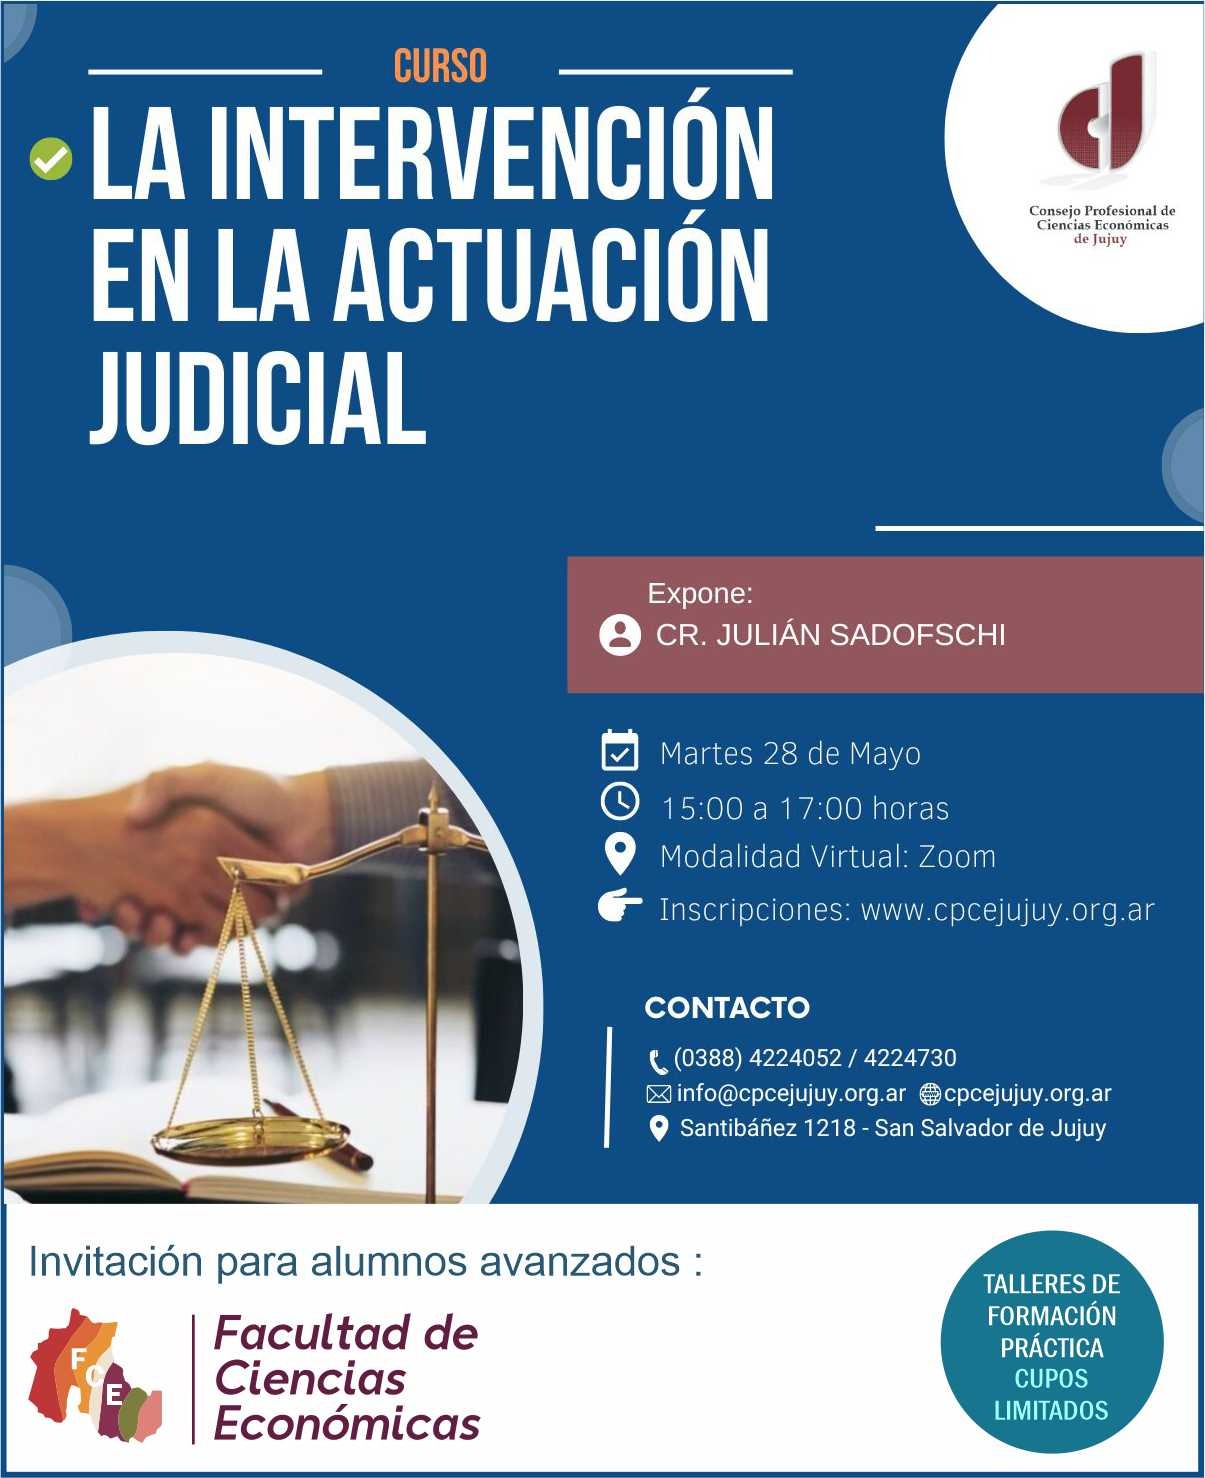 CURSO
LA INTERVENCIÓN
EN LA ACTUACIÓN
JUDICIAL
Consejo Profesional de
Ciencias Económicas
de Jujuy
Expone:
CR. JULIÁN SADOFSCHI
Martes 28 de Mayo
15:00 a 17:00 horas
Modalidad Virtual: Zoom
Inscripciones: www.cpcejujuy.org.ar
CONTACTO
(0388) 4224052 / 4224730
info@cpcejujuy.org.ar cpcejujuy.org.ar
Santibáñez 1218 - San Salvador de Jujuy
Invitación para alumnos avanzados :
FCE
Facultad de
Ciencias
Económicas
TALLERES DE
FORMACIÓN
PRÁCTICA
CUPOS
LIMITADOS